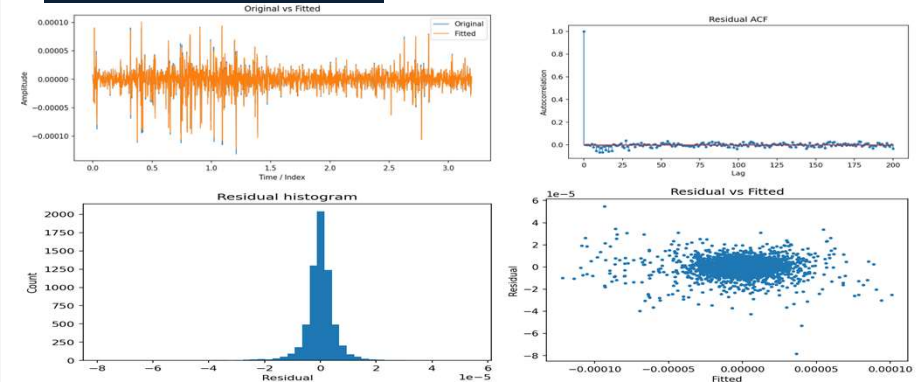 Original vs Fitted
0.00010
0.00005
0.00000
−0.00005
−0.00010
Amplitude
Original
Fitted
0.0 0.5 1.0 1.5 2.0 2.5 3.0
Time / Index
Residual ACF
1.0
0.8
0.6
0.4
0.2
0.0
Autocorrelation
0 25 50 75 100 125 150 175 200
Lag
Residual histogram
2000
1750
1500
1250
1000
750
500
250
0
Count
−8 −6 −4 −2 0 2 4 6
Residual
1e−5
Residual vs Fitted
1e−5
6
4
2
0
−2
−4
−6
−8
Residual
−0.00010 −0.00005 0.00000 0.00005 0.00010
Fitted